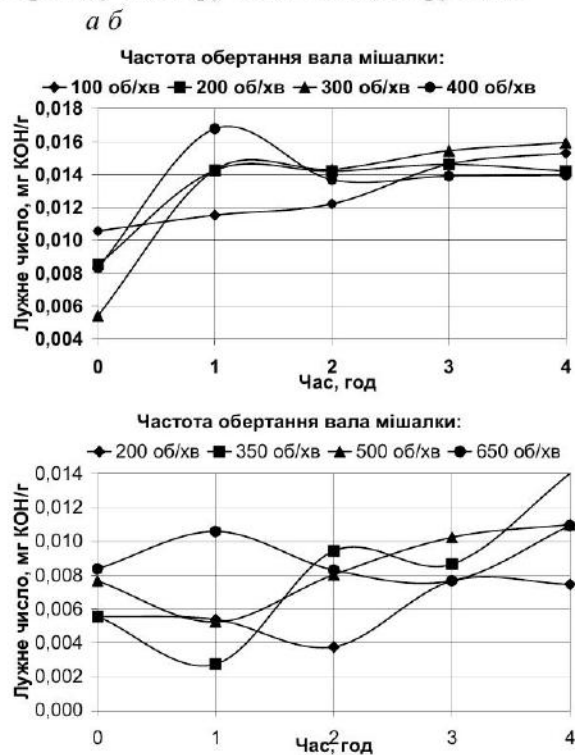 а б
Частота обертання вала мішалки:
100 об/хв 200 об/хв 300 об/хв 400 об/хв
Лужне число, мг КОН/г
0,018
0,016
0,014
0,012
0,010
0,008
0,006
0,004
0 1 2 3 4
Час, год
Частота обертання вала мішалки:
200 об/хв 350 об/хв 500 об/хв 650 об/хв
Лужне число, мг КОН/г
0,014
0,012
0,010
0,008
0,006
0,004
0,002
0,000
0 1 2 3 4
Час, год